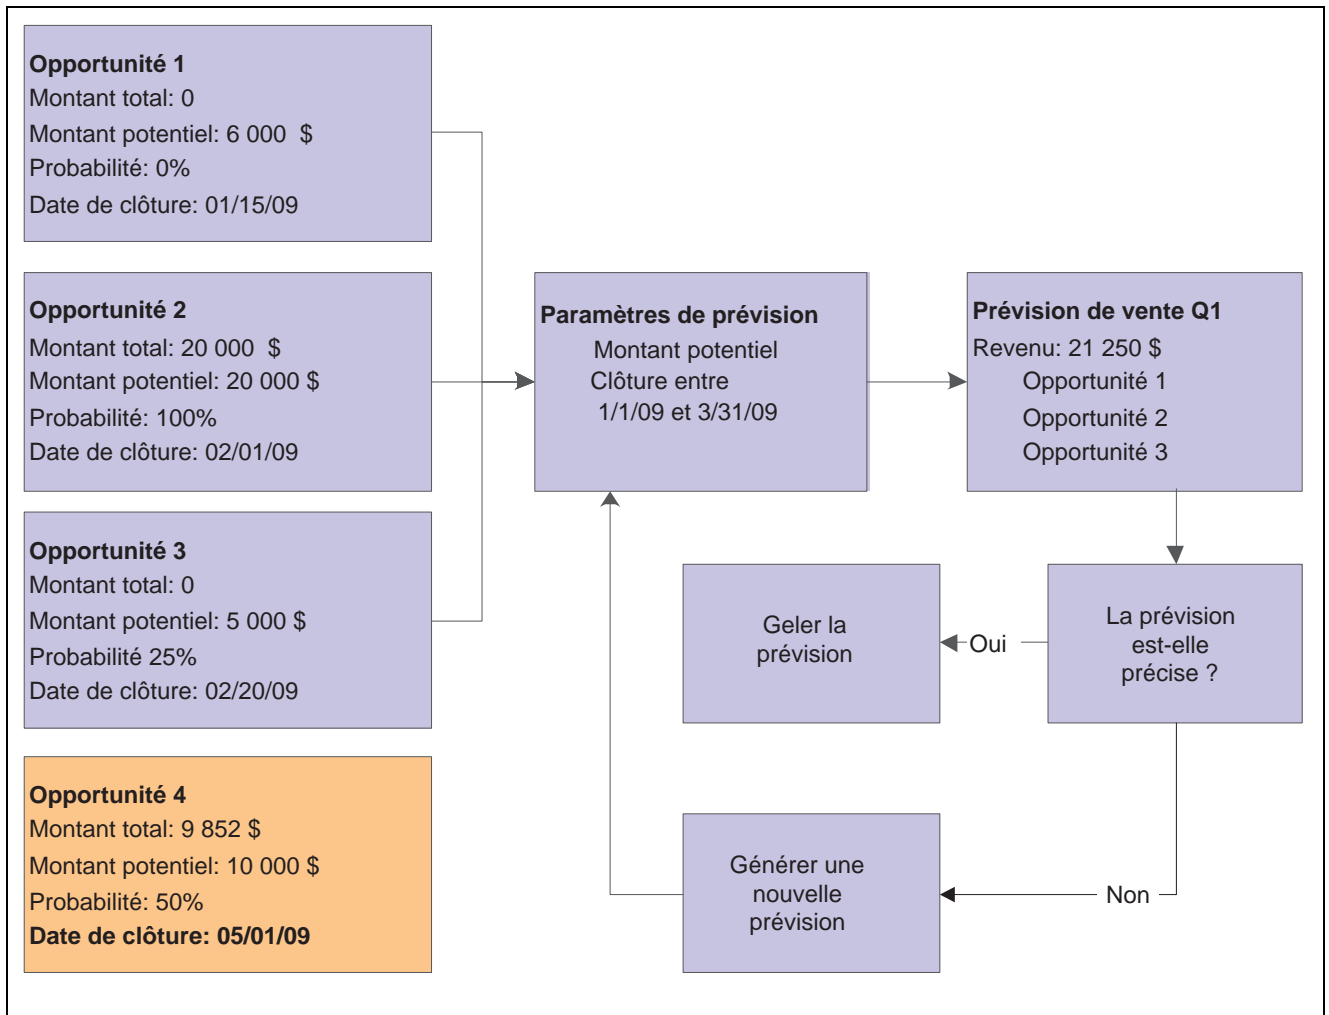 Opportunité 1
Montant total: 0
Montant potentiel: 6 000 $
Probabilité: 0%
Date de clôture: 01/15/09
Opportunité 2
Montant total: 20 000 $
Montant potentiel: 20 000 $
Probabilité: 100%
Date de clôture: 02/01/09
Opportunité 3
Montant total: 0
Montant potentiel: 5 000 $
Probabilité 25%
Date de clôture: 02/20/09
Opportunité 4
Montant total: 9 852 $
Montant potentiel: 10 000 $
Probabilité: 50%
Date de clôture: 05/01/09
Paramètres de prévision
Montant potentiel
Clôture entre
1/1/09 et 3/31/09
Prévision de vente Q1
Revenu: 21 250 $
Opportunité 1
Opportunité 2
Opportunité 3
La prévision
est-elle
précise ?
Oui
Geler la
prévision
Non
Générer une
nouvelle
prévision